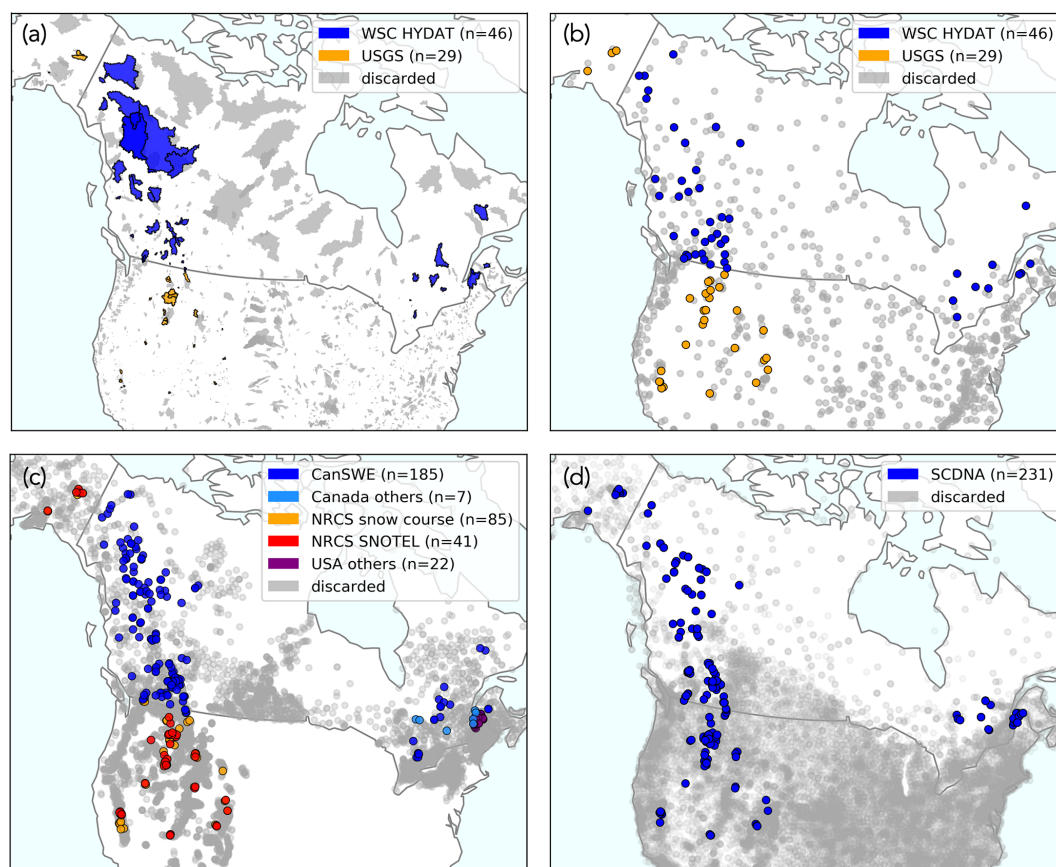 (a)
WSC HYDAT (n=46)
USGS (n=29)
discarded
(b)
WSC HYDAT (n=46)
USGS (n=29)
discarded
(c)
CanSWE (n=185)
Canada others (n=7)
NRCS snow course (n=85)
NRCS SNOTEL (n=41)
USA others (n=22)
discarded
(d)
SCDNA (n=231)
discarded